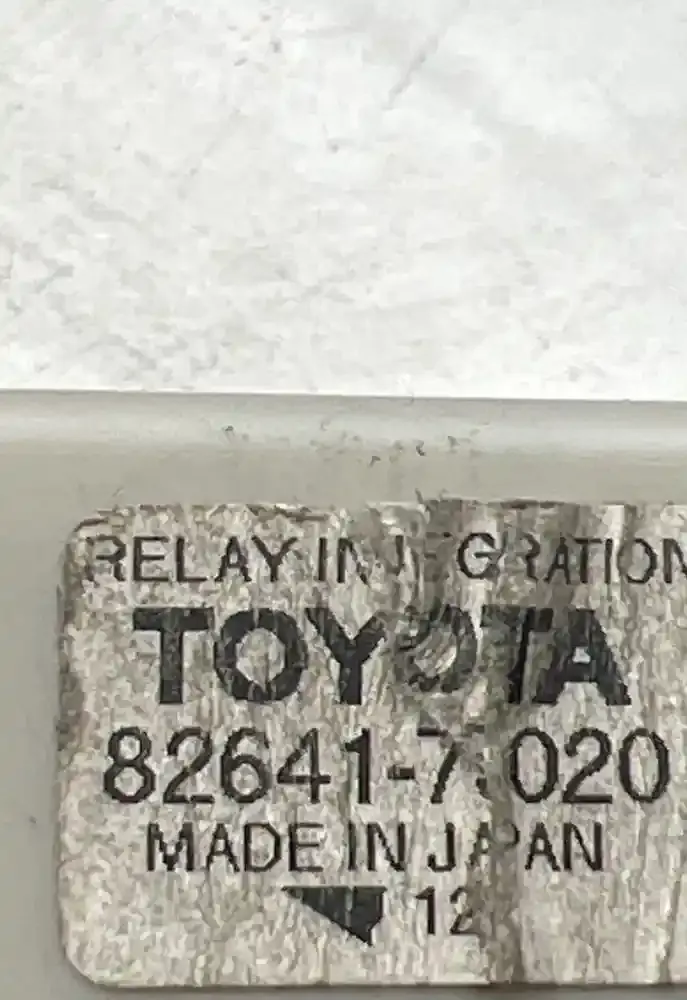 RELAY INTEGRATION
TOYOTA
MADE IN JAPAN
12